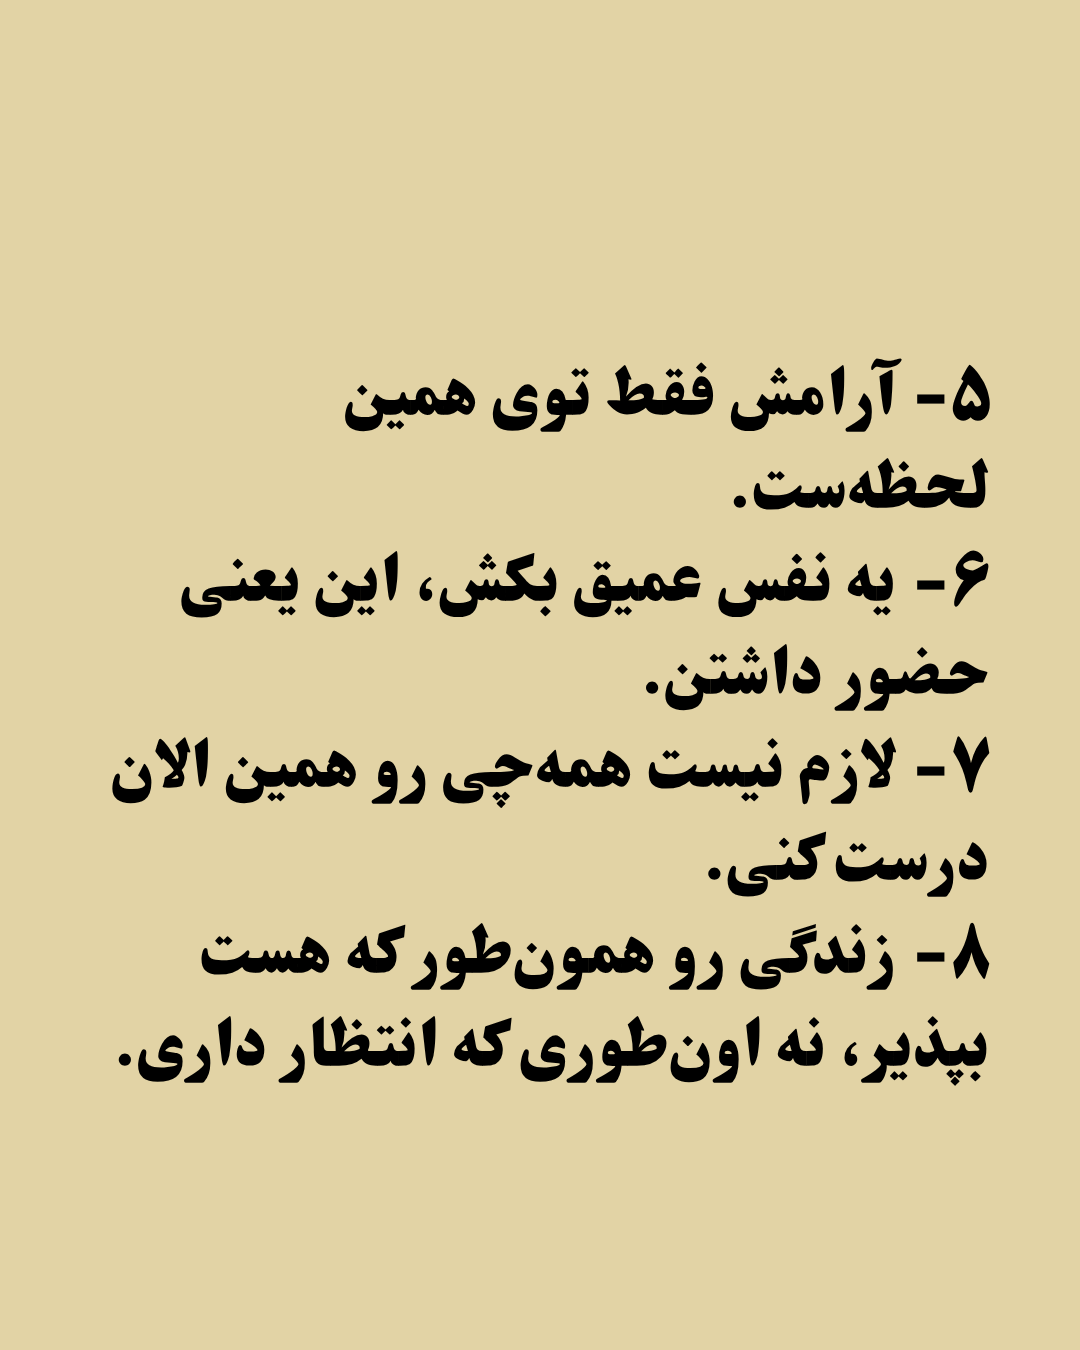 ۵- آرامش فقط توی همین
لحظه‌ست.
۶- یه نفس عمیق بکش، این یعنی
حضور داشتن.
۷- لازم نیست همه‌چی رو همین الان
درست کنی.
۸- زندگی رو همون‌طور که هست
بپذیر، نه اون‌طوری که انتظار داری.